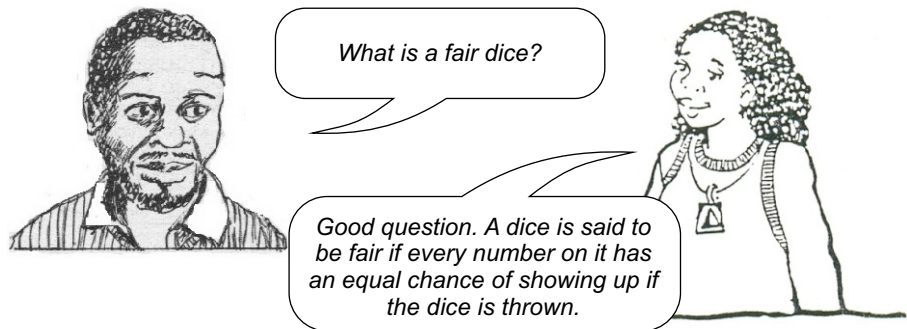 What is a fair dice?
Good question. A dice is said to
be fair if every number on it has
an equal chance of showing up if
the dice is thrown.